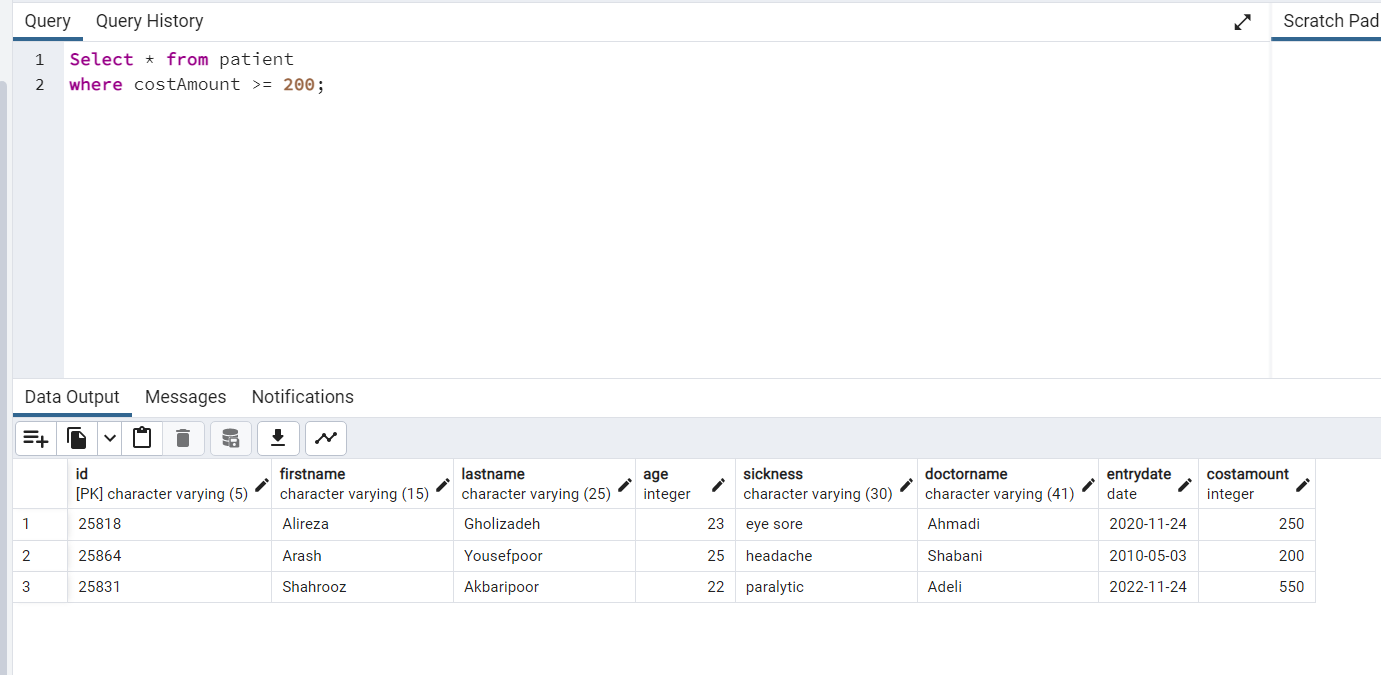 Query Query History Scratch Pad
1 Select * from patient
2 where costAmount >= 200;
Data Output Messages Notifications
id firstname lastname age sickness doctorname entrydate costamount
[PK] character varying (5) character varying (15) character varying (25) integer character varying (30) character varying (41) date integer
1 25818 Alireza Gholizadeh 23 eye sore Ahmadi 2020-11-24 250
2 25864 Arash Yousefpoor 25 headache Shabani 2010-05-03 200
3 25831 Shahrooz Akbaripoor 22 paralytic Adeli 2022-11-24 550